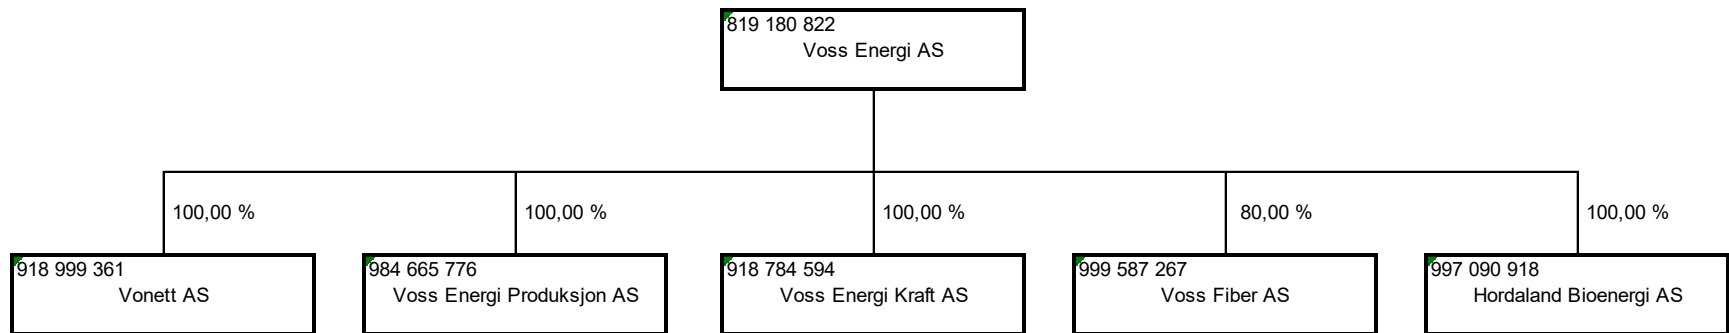 819 180 822
Voss Energi AS
100,00 %
100,00 %
100,00 %
80,00 %
100,00 %
918 999 361
Vonett AS
984 665 776
Voss Energi Produksjon AS
918 784 594
Voss Energi Kraft AS
999 587 267
Voss Fiber AS
997 090 918
Hordaland Bioenergi AS